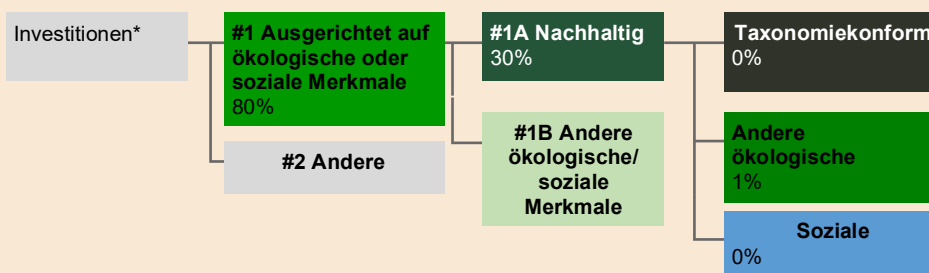 Investitionen*
#1 Ausgerichtet auf
ökologische oder
soziale Merkmale
80%
#2 Andere
#1A Nachhaltig
30%
#1B Andere
ökologische/
soziale
Merkmale
Taxonomiekonform
0%
Andere
ökologische
1%
Soziale
0%